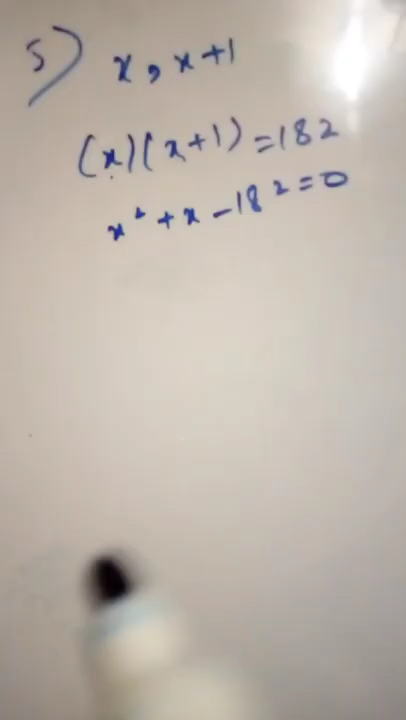 5) x, x+1
(x)(x+1)=182
x²+x-182=0